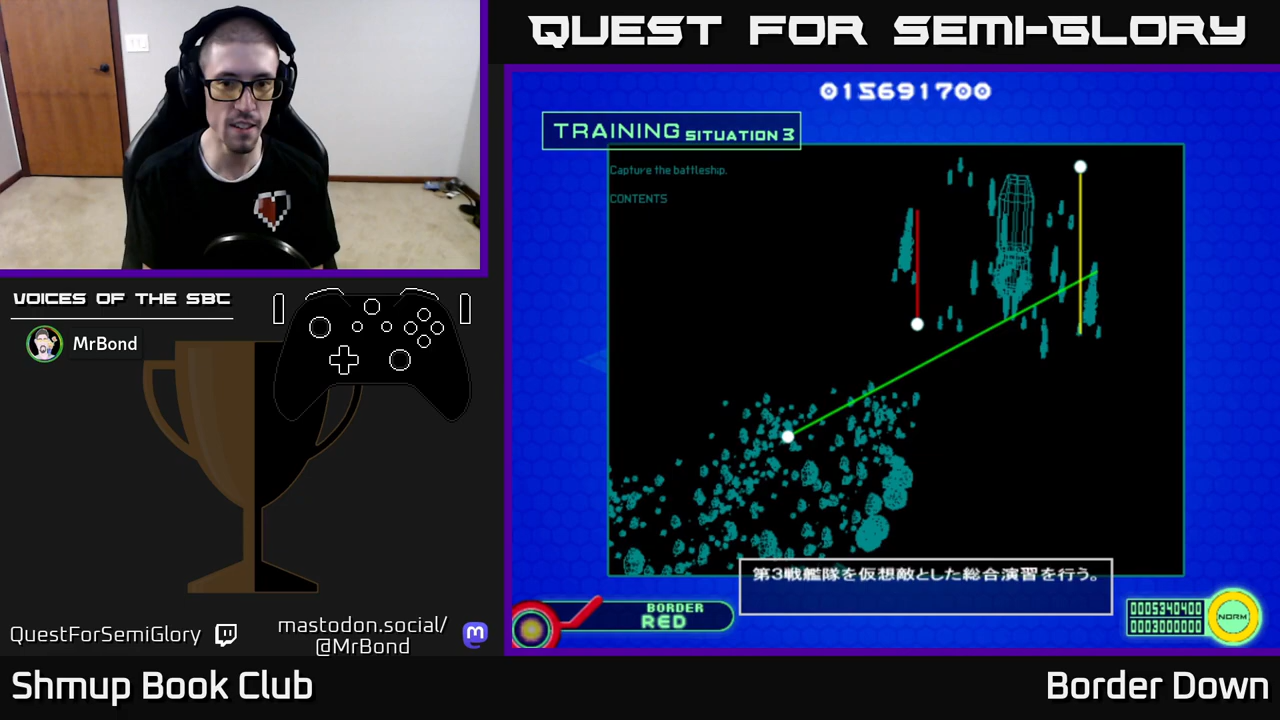 QUEST FOR SEMI-GLORY
015691700
TRAINING SITUATION 3
Capture the battleship.
CONTENTS
VOICES OF THE SBC
MrBond
第3戦艦隊を仮想敵とした総合演習を行う。
BORDER
RED
0005340400
0003000000
NORM
QuestForSemiGlory
mastodon.social/
@MrBond
Shmup Book Club
Border Down